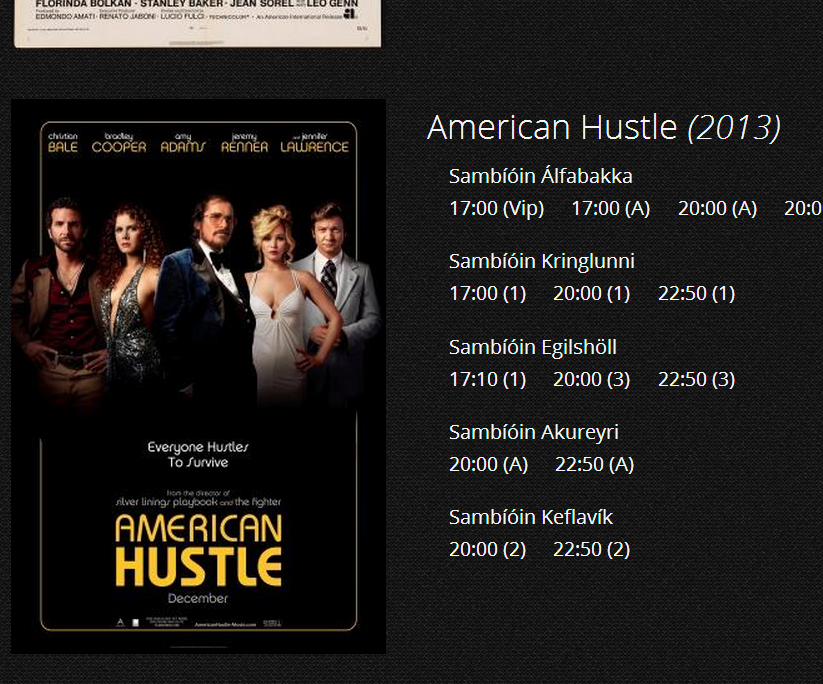 FLORINDA BOLKAN · STANLEY BAKER · JEAN SOREL LEO GENN
EDMONDO AMATI · RENATO JABONI · LUCIO FULCI · TECHNICOLOR® · An American International Release
American Hustle (2013)
christian BALE bradley COOPER amy ADAMS jeremy RENNER and jennifer LAWRENCE
Sambíóin Álfabakka
17:00 (Vip) 17:00 (A) 20:00 (A) 20:0
Sambíóin Kringlunni
17:00 (1) 20:00 (1) 22:50 (1)
Sambíóin Egilshöll
17:10 (1) 20:00 (3) 22:50 (3)
Sambíóin Akureyri
20:00 (A) 22:50 (A)
Sambíóin Keflavík
20:00 (2) 22:50 (2)
Everyone Hustles
To Survive
from the director of
silver linings playbook and the fighter
AMERICAN
HUSTLE
December
AmericanHustle-Movie.com